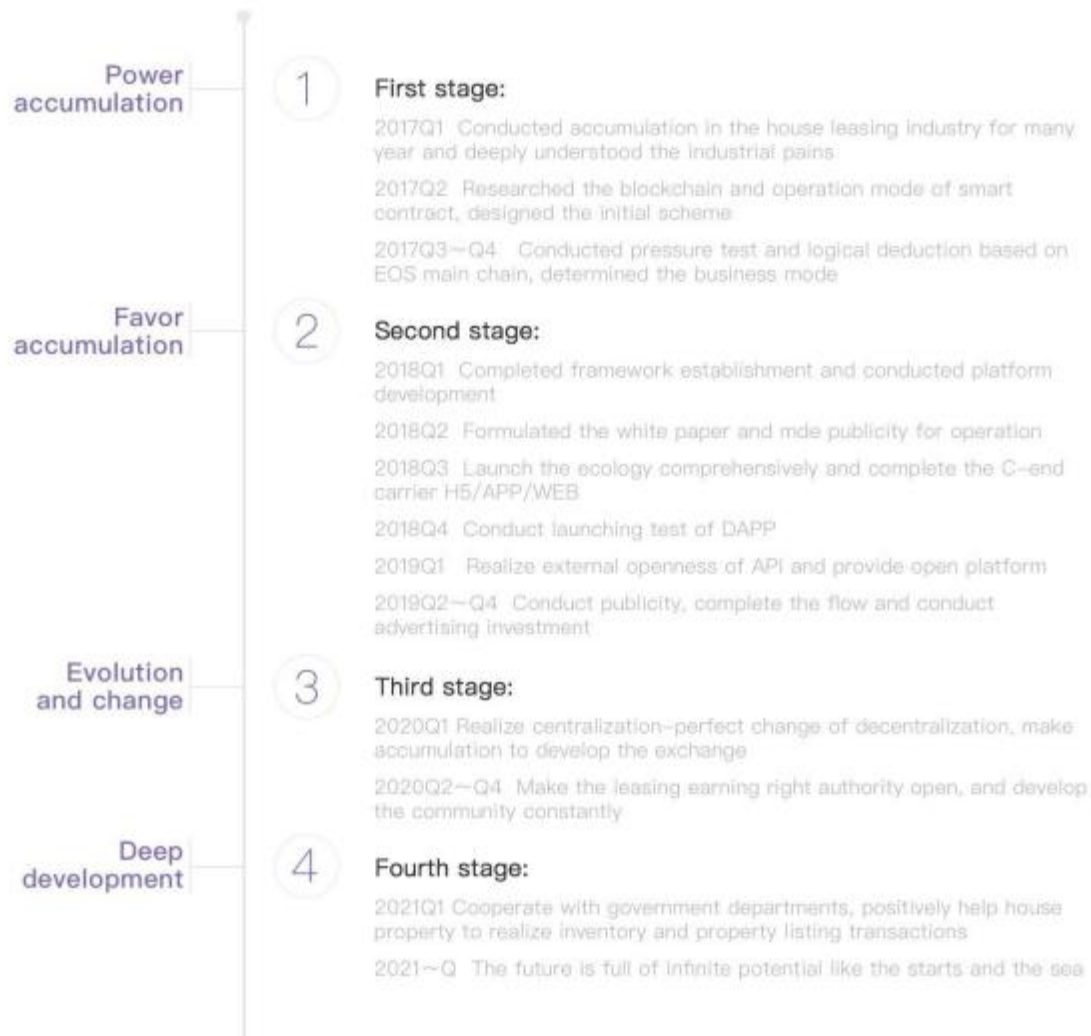 Power
accumulation
1
First stage:
2017Q1 Conducted accumulation in the house leasing industry for many
year and deeply understood the industrial pains
2017Q2 Researched the blockchain and operation mode of smart
contract, designed the initial scheme
2017Q3~Q4 Conducted pressure test and logical deduction based on
EOS main chain, determined the business mode
Favor
accumulation
2
Second stage:
2018Q1 Completed framework establishment and conducted platform
development
2018Q2 Formulated the white paper and mde publicity for operation
2018Q3 Launch the ecology comprehensively and complete the C-end
carrier H5/APP/WEB
2018Q4 Conduct launching test of DAPP
2019Q1 Realize external openness of API and provide open platform
2019Q2~Q4 Conduct publicity, complete the flow and conduct
advertising investment
Evolution
and change
3
Third stage:
2020Q1 Realize centralization-perfect change of decentralization, make
accumulation to develop the exchange
2020Q2~Q4 Make the leasing earning right authority open, and develop
the community constantly
Deep
development
4
Fourth stage:
2021Q1 Cooperate with government departments, positively help house
property to realize inventory and property listing transactions
2021~Q The future is full of infinite potential like the starts and the sea